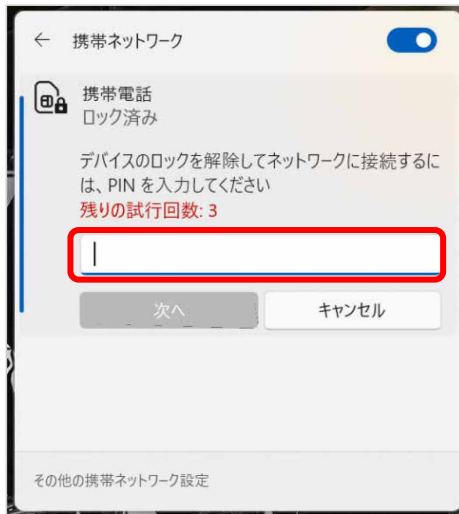 携帯ネットワーク
携帯電話
ロック済み
デバイスのロックを解除してネットワークに接続するに
は、PIN を入力してください
残りの試行回数: 3
次へ キャンセル
その他の携帯ネットワーク設定